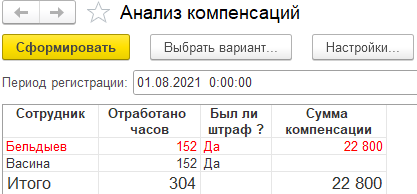 Анализ компенсаций
Сформировать Выбрать вариант... Настройки...
Период регистрации: 01.08.2021 0:00:00
Сотрудник Отработано часов Был ли штраф ? Сумма компенсации
Бельдыев 152 Да 22 800
Васина 152 Да
Итого 304 22 800